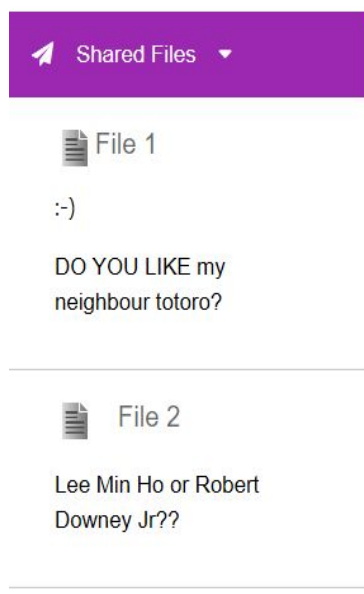 Shared Files
File 1
:-)
DO YOU LIKE my
neighbour totoro?
File 2
Lee Min Ho or Robert
Downey Jr??